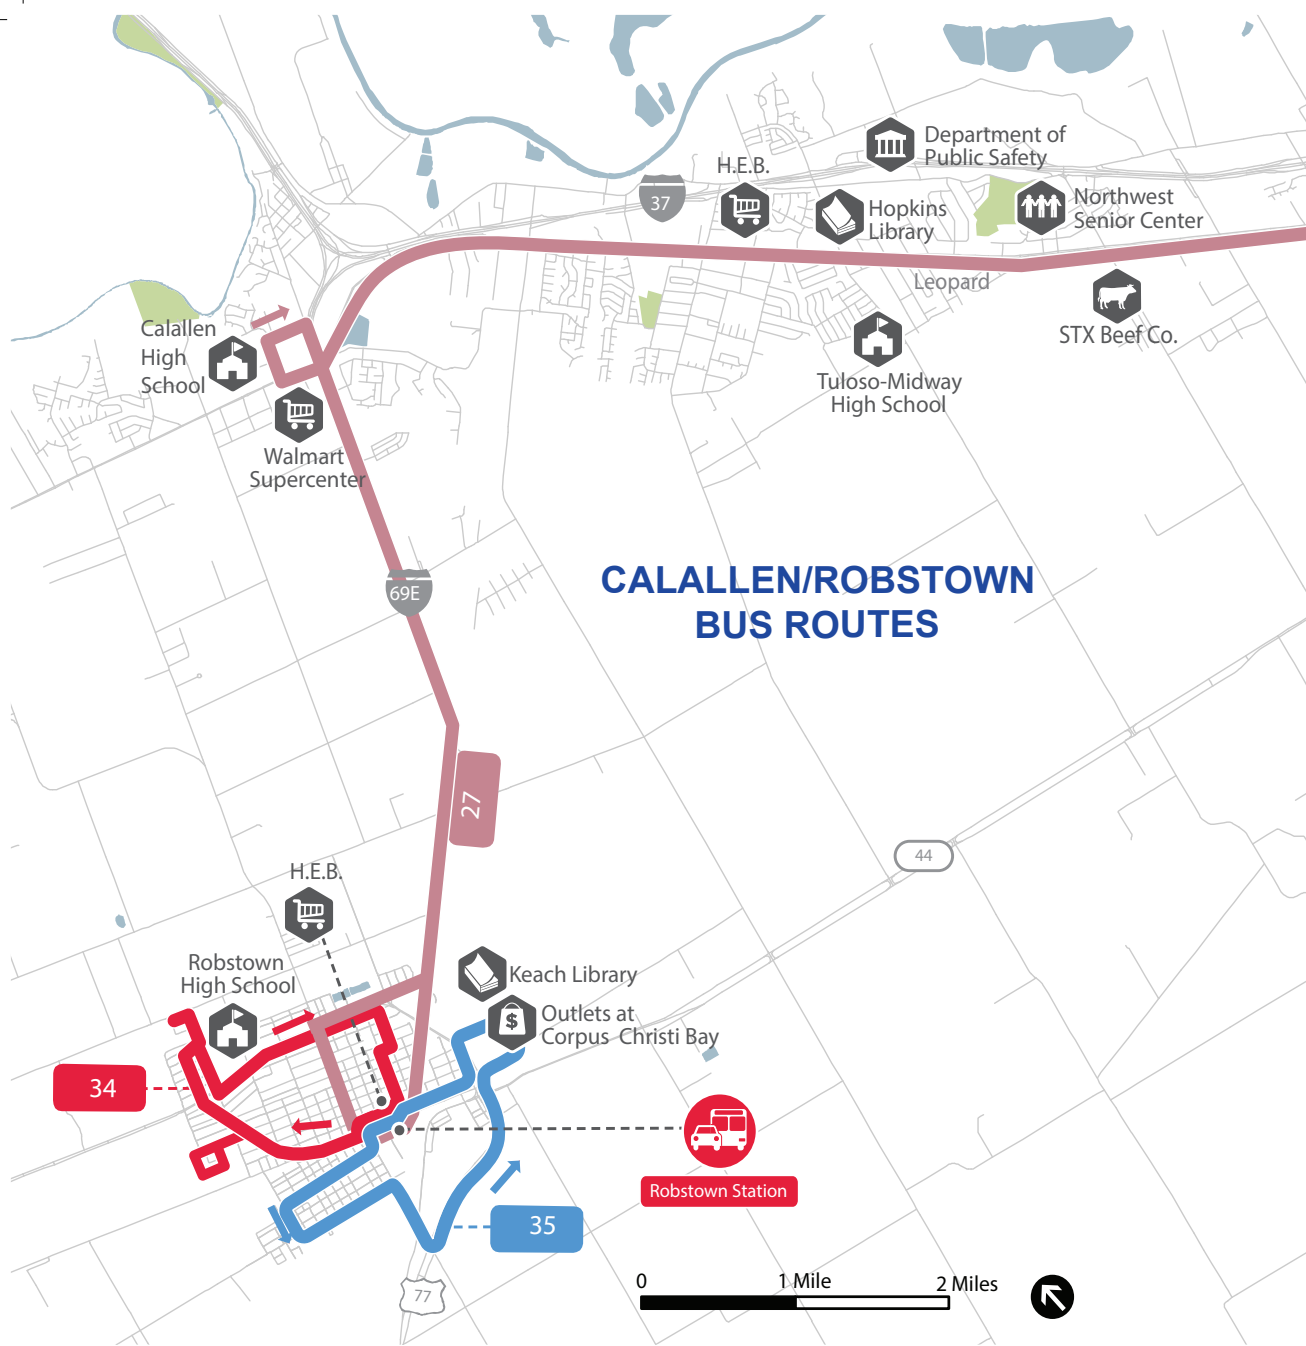 Department of
Public Safety
H.E.B.
37
Hopkins
Library
Northwest
Senior Center
Leopard
STX Beef Co.
Calallen
High
School
Tuloso-Midway
High School
Walmart
Supercenter
CALALLEN/ROBSTOWN
BUS ROUTES
69E
27
44
H.E.B.
Robstown
High School
Keach Library
$
Outlets at
Corpus Christi Bay
34
Robstown Station
35
77
0
1 Mile
2 Miles